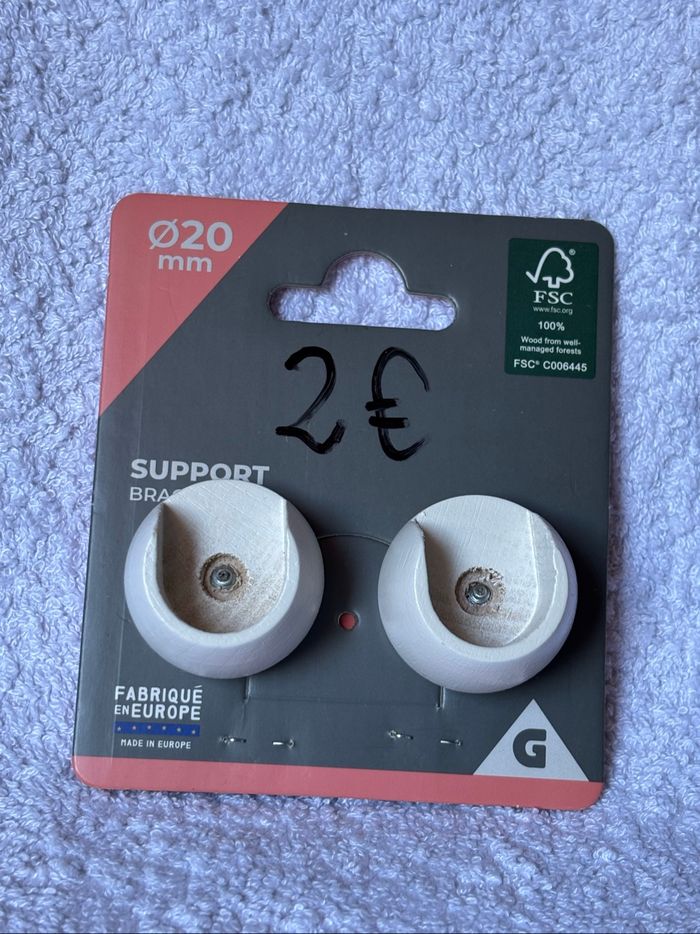 Ø20
mm
FSC
www.fsc.org
100%
Wood from well-
managed forests
FSC® C006445
2€
SUPPORT
FABRIQUÉ
EN EUROPE
MADE IN EUROPE
G